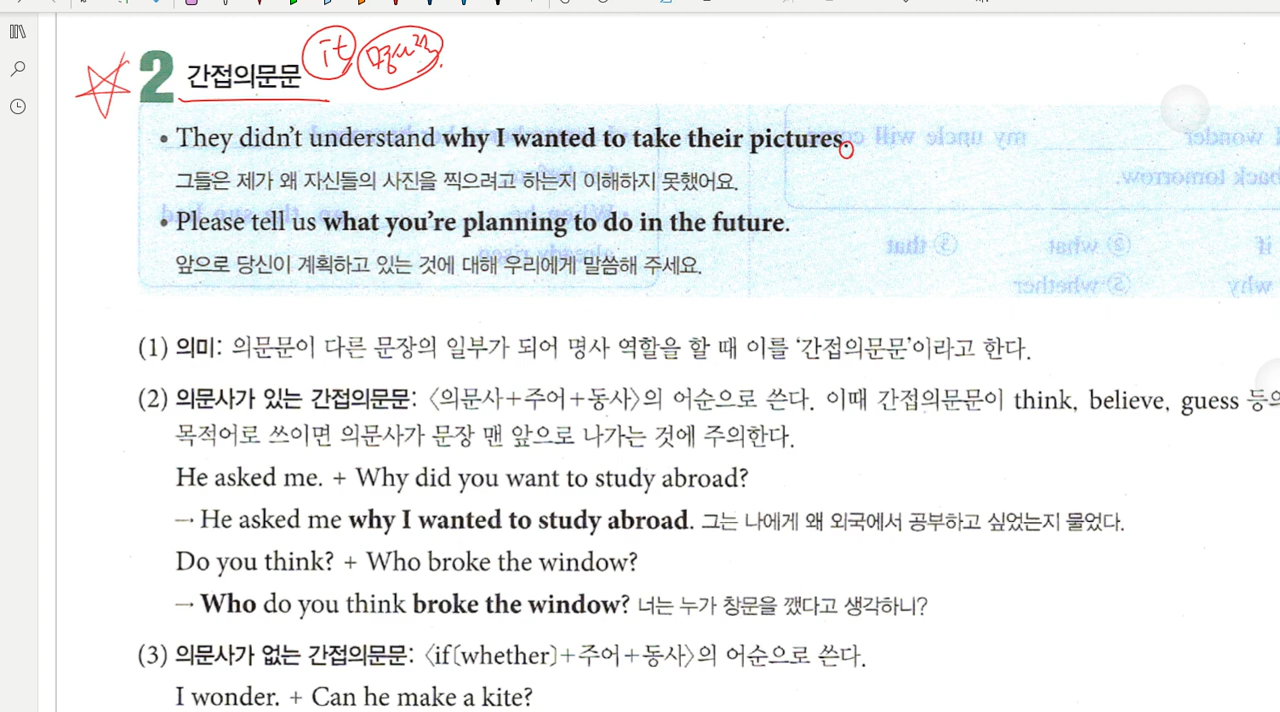 2 간접의문문 it 명사절
• They didn't understand why I wanted to take their pictures.
그들은 제가 왜 자신들의 사진을 찍으려고 하는지 이해하지 못했어요.
• Please tell us what you're planning to do in the future.
앞으로 당신이 계획하고 있는 것에 대해 우리에게 말씀해 주세요.
(1) 의미: 의문문이 다른 문장의 일부가 되어 명사 역할을 할 때 이를 '간접의문문'이라고 한다.
(2) 의문사가 있는 간접의문문: 〈의문사+주어+동사〉의 어순으로 쓴다. 이때 간접의문문이 think, believe, guess 등의
목적어로 쓰이면 의문사가 문장 맨 앞으로 나가는 것에 주의한다.
He asked me. + Why did you want to study abroad?
→ He asked me why I wanted to study abroad. 그는 나에게 왜 외국에서 공부하고 싶었는지 물었다.
Do you think? + Who broke the window?
→ Who do you think broke the window? 너는 누가 창문을 깼다고 생각하니?
(3) 의문사가 없는 간접의문문: 〈if(whether)+주어+동사〉의 어순으로 쓴다.
I wonder. + Can he make a kite?